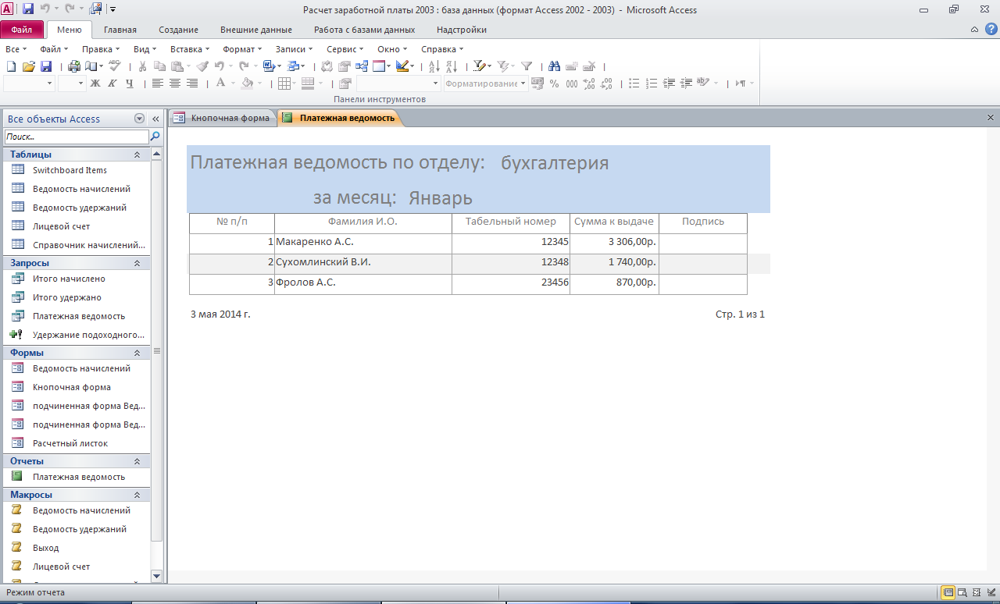 Расчет заработной платы 2003 : база данных (формат Access 2002 - 2003) - Microsoft Access
Файл Меню Главная Создание Внешние данные Работа с базами данных Надстройки
Все Файл Правка Вид Вставка Формат Записи Сервис Окно Справка
Ж К Ч Форматирование % 000
Панели инструментов
Все объекты Access
Поиск...
Таблицы
Switchboard Items
Ведомость начислений
Ведомость удержаний
Лицевой счет
Справочник начислений...
Запросы
Итого начислено
Итого удержано
Платежная ведомость
Удержание подоходного...
Формы
Ведомость начислений
Кнопочная форма
подчиненная форма Вед...
подчиненная форма Вед...
Расчетный листок
Отчеты
Платежная ведомость
Макросы
Ведомость начислений
Ведомость удержаний
Выход
Лицевой счет
Кнопочная форма Платежная ведомость
Платежная ведомость по отделу: бухгалтерия
за месяц: Январь
№ п/п Фамилия И.О. Табельный номер Сумма к выдаче Подпись
1 Макаренко А.С. 12345 3 306,00р.
2 Сухомлинский В.И. 12348 1 740,00р.
3 Фролов А.С. 23456 870,00р.
3 мая 2014 г. Стр. 1 из 1
Режим отчета